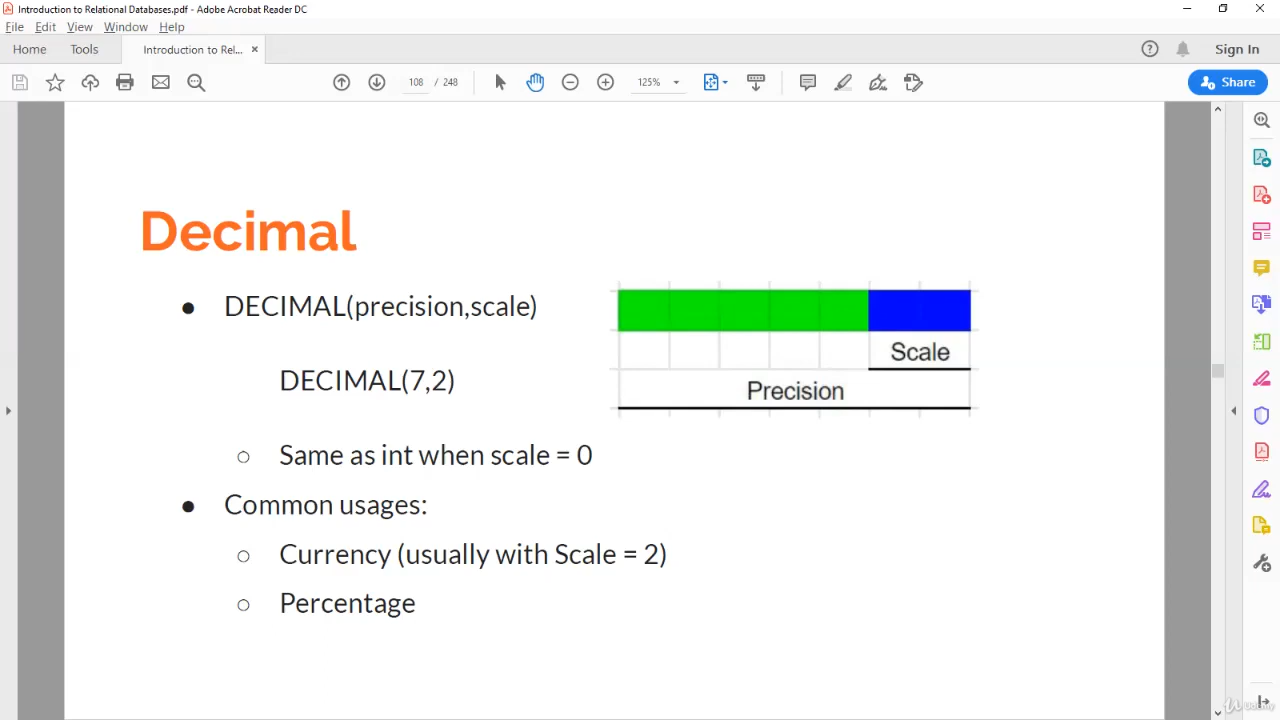 Introduction to Relational Databases.pdf - Adobe Acrobat Reader DC
File Edit View Window Help
Home Tools Introduction to Rel... × Sign In
108 / 248 125% Share
Decimal
● DECIMAL(precision,scale)
DECIMAL(7,2)
○ Same as int when scale = 0
● Common usages:
○ Currency (usually with Scale = 2)
○ Percentage
Scale
Precision
Udemy